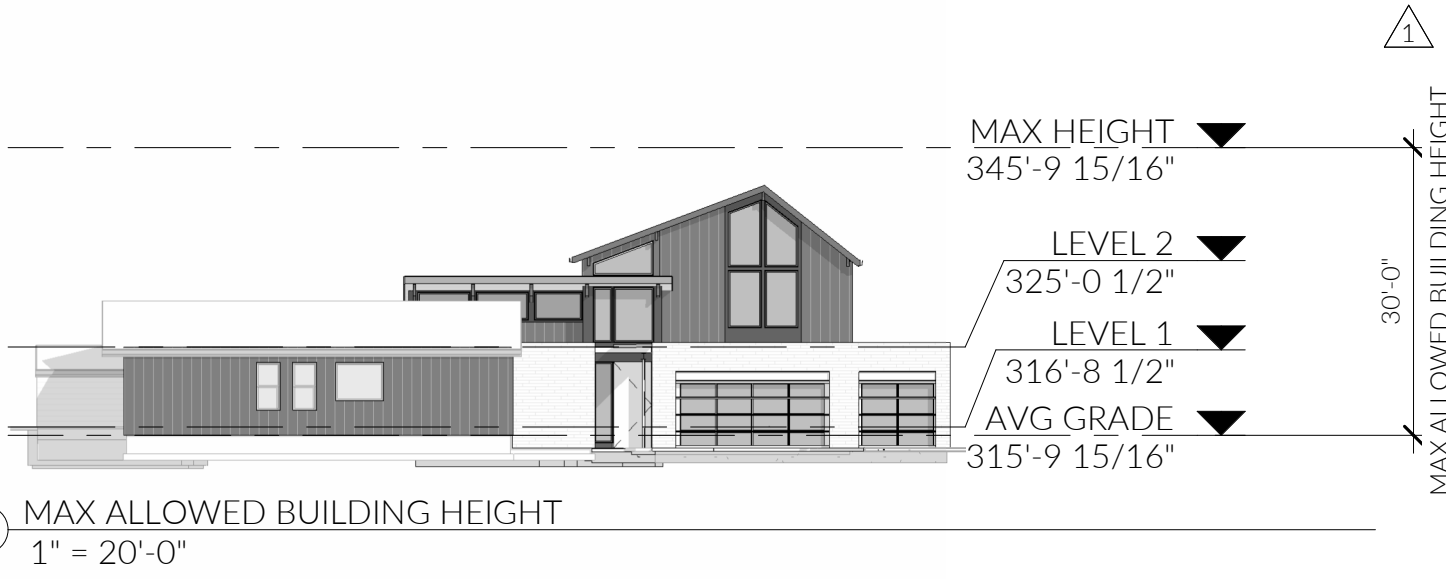 1
MAX HEIGHT
345'-9 15/16"
LEVEL 2
325'-0 1/2"
LEVEL 1
316'-8 1/2"
AVG GRADE
315'-9 15/16"
30'-0"
MAX ALLOWED BUILDING HEIGHT
MAX ALLOWED BUILDING HEIGHT
1" = 20'-0"